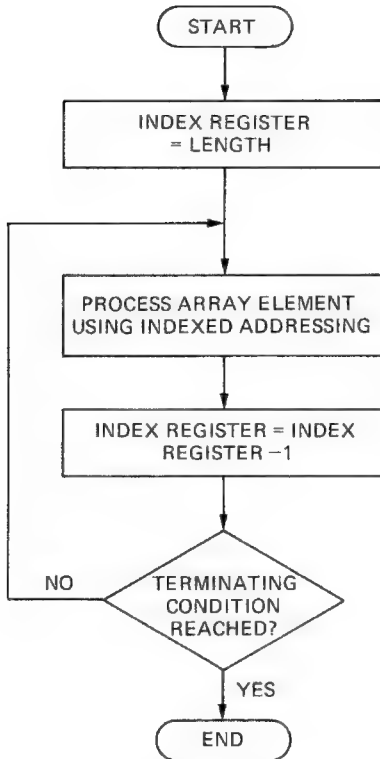 START
INDEX REGISTER
= LENGTH
PROCESS ARRAY ELEMENT
USING INDEXED ADDRESSING
INDEX REGISTER = INDEX
REGISTER −1
TERMINATING
CONDITION
REACHED?
NO
YES
END